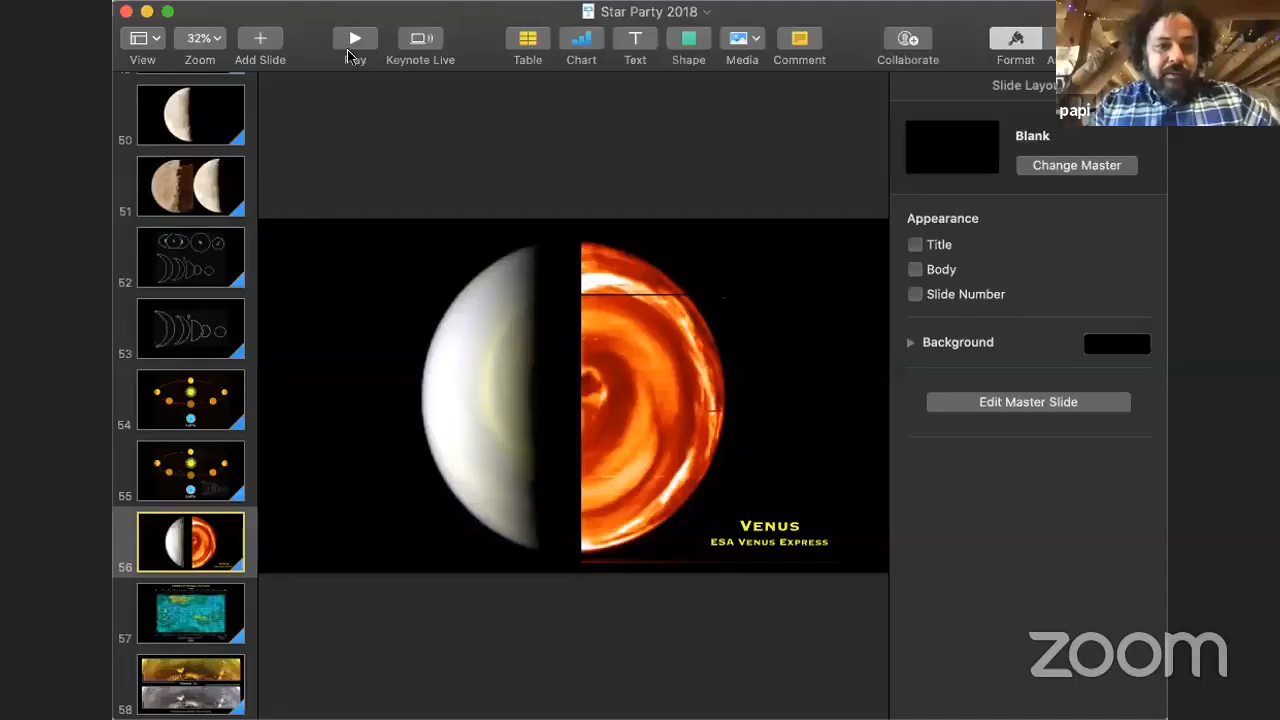 Star Party 2018
32%
View
Zoom
Add Slide
Keynote Live
Table
Chart
Text
Shape
Media
Comment
Collaborate
Format
papi
Slide Layou
Blank
Change Master
Appearance
Title
Body
Slide Number
Background
Edit Master Slide
50
51
52
53
54
55
56
57
58
Venus
ESA Venus Express
zoom